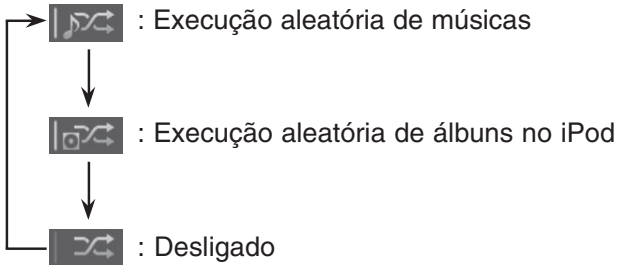 : Execução aleatória de músicas
: Execução aleatória de álbuns no iPod
: Desligado